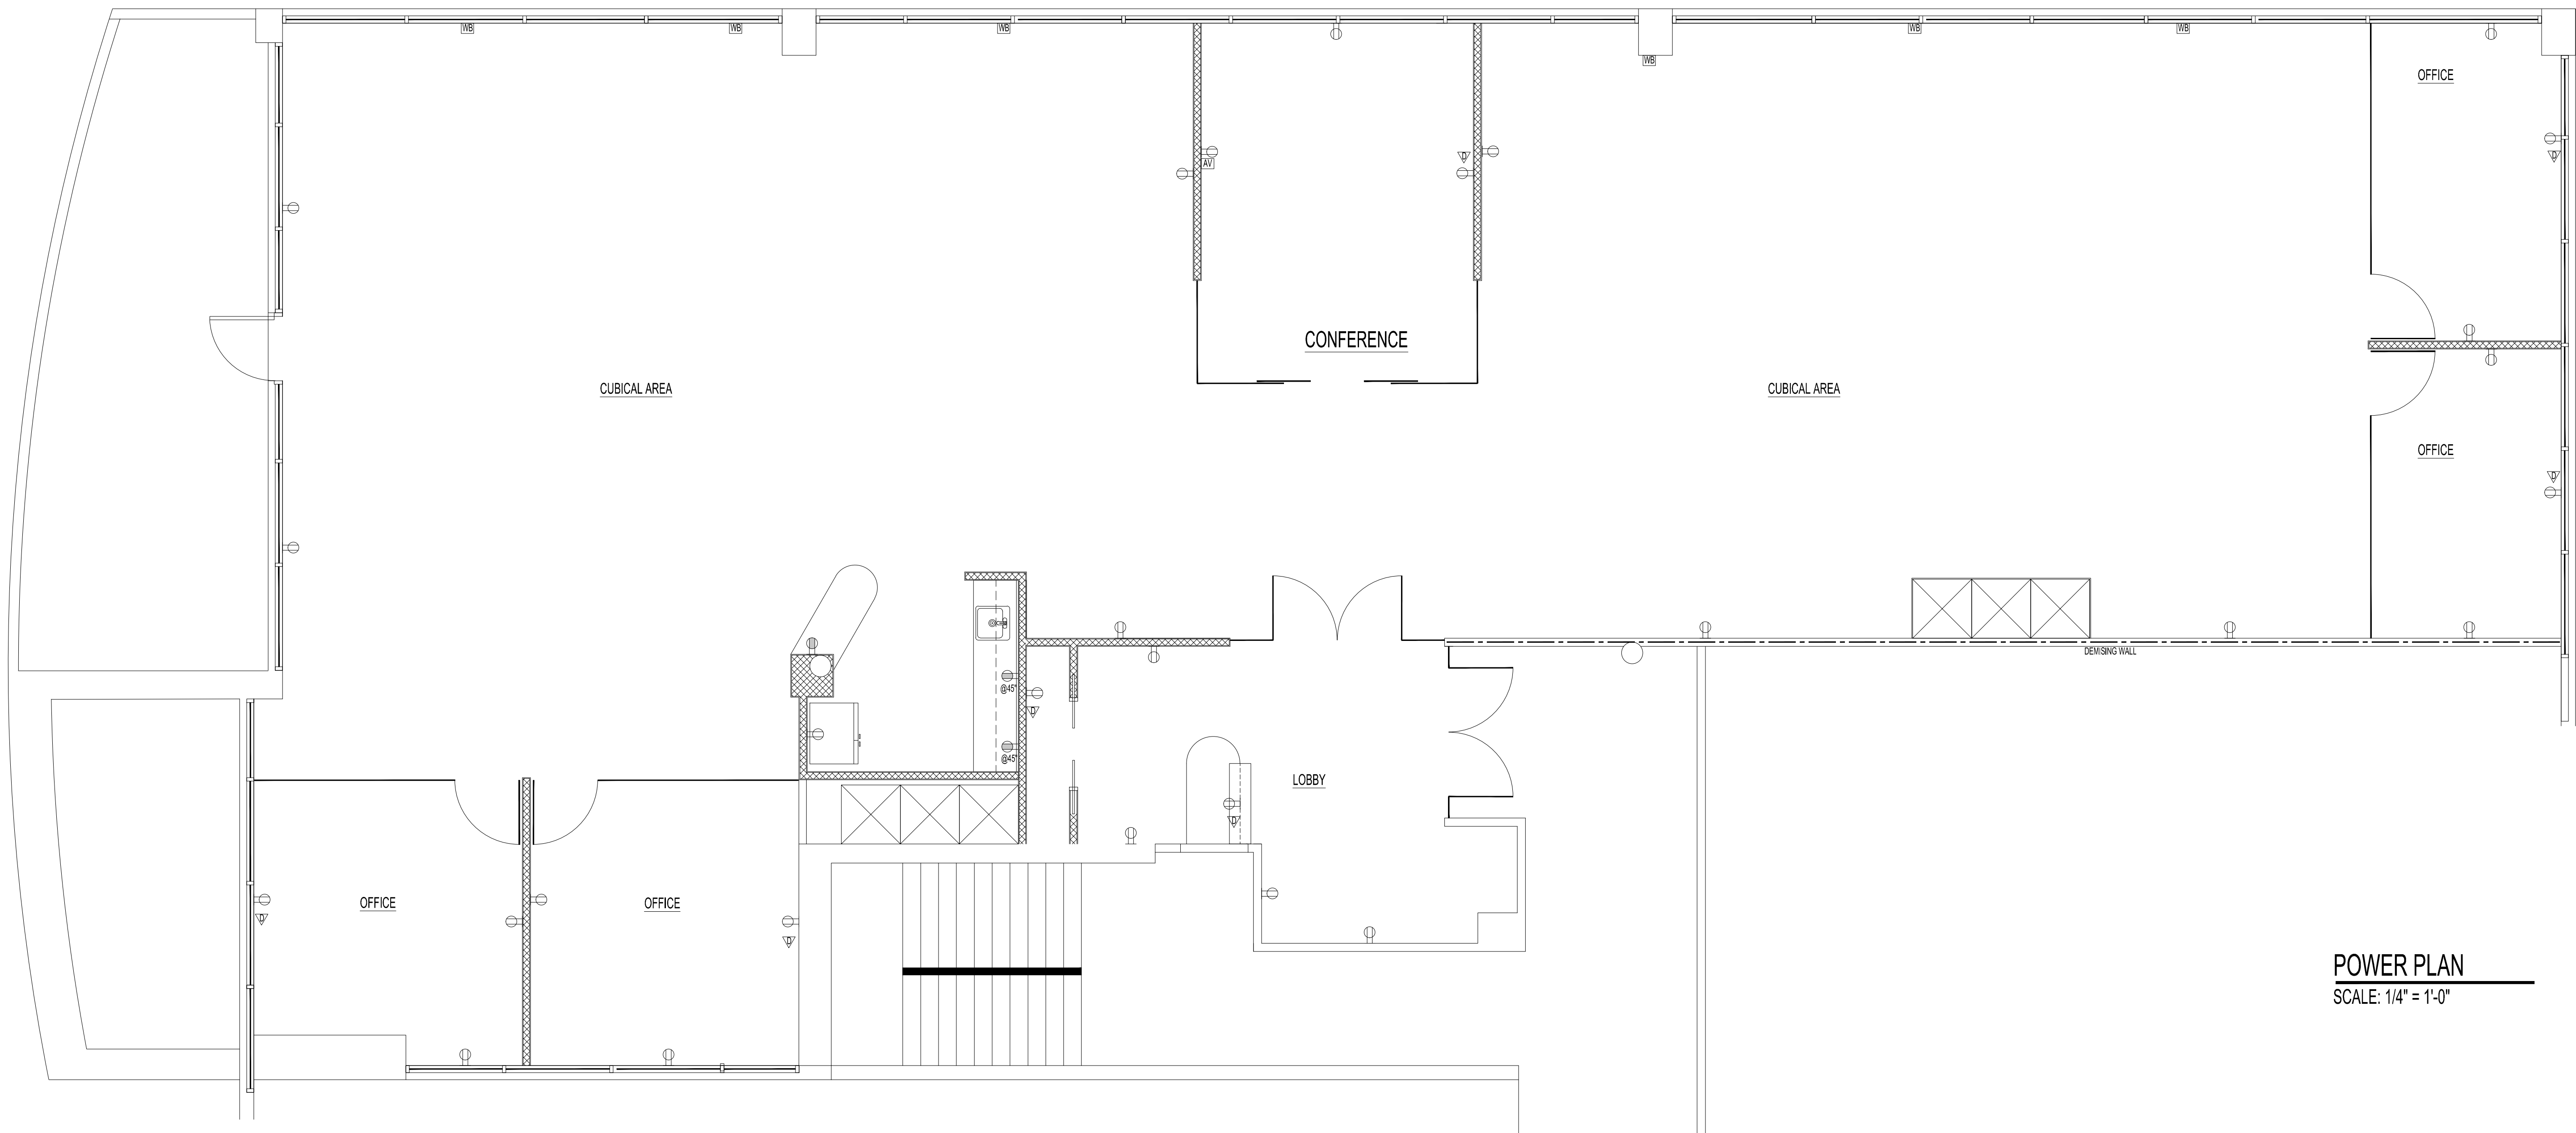 WB
WB
WB
WB
WB
WB
OFFICE
AV
D
D
CONFERENCE
CUBICAL AREA
CUBICAL AREA
OFFICE
D
DEMISING WALL
@45"
D
@45"
LOBBY
D
OFFICE
OFFICE
D
D
POWER PLAN
SCALE: 1/4" = 1'-0"